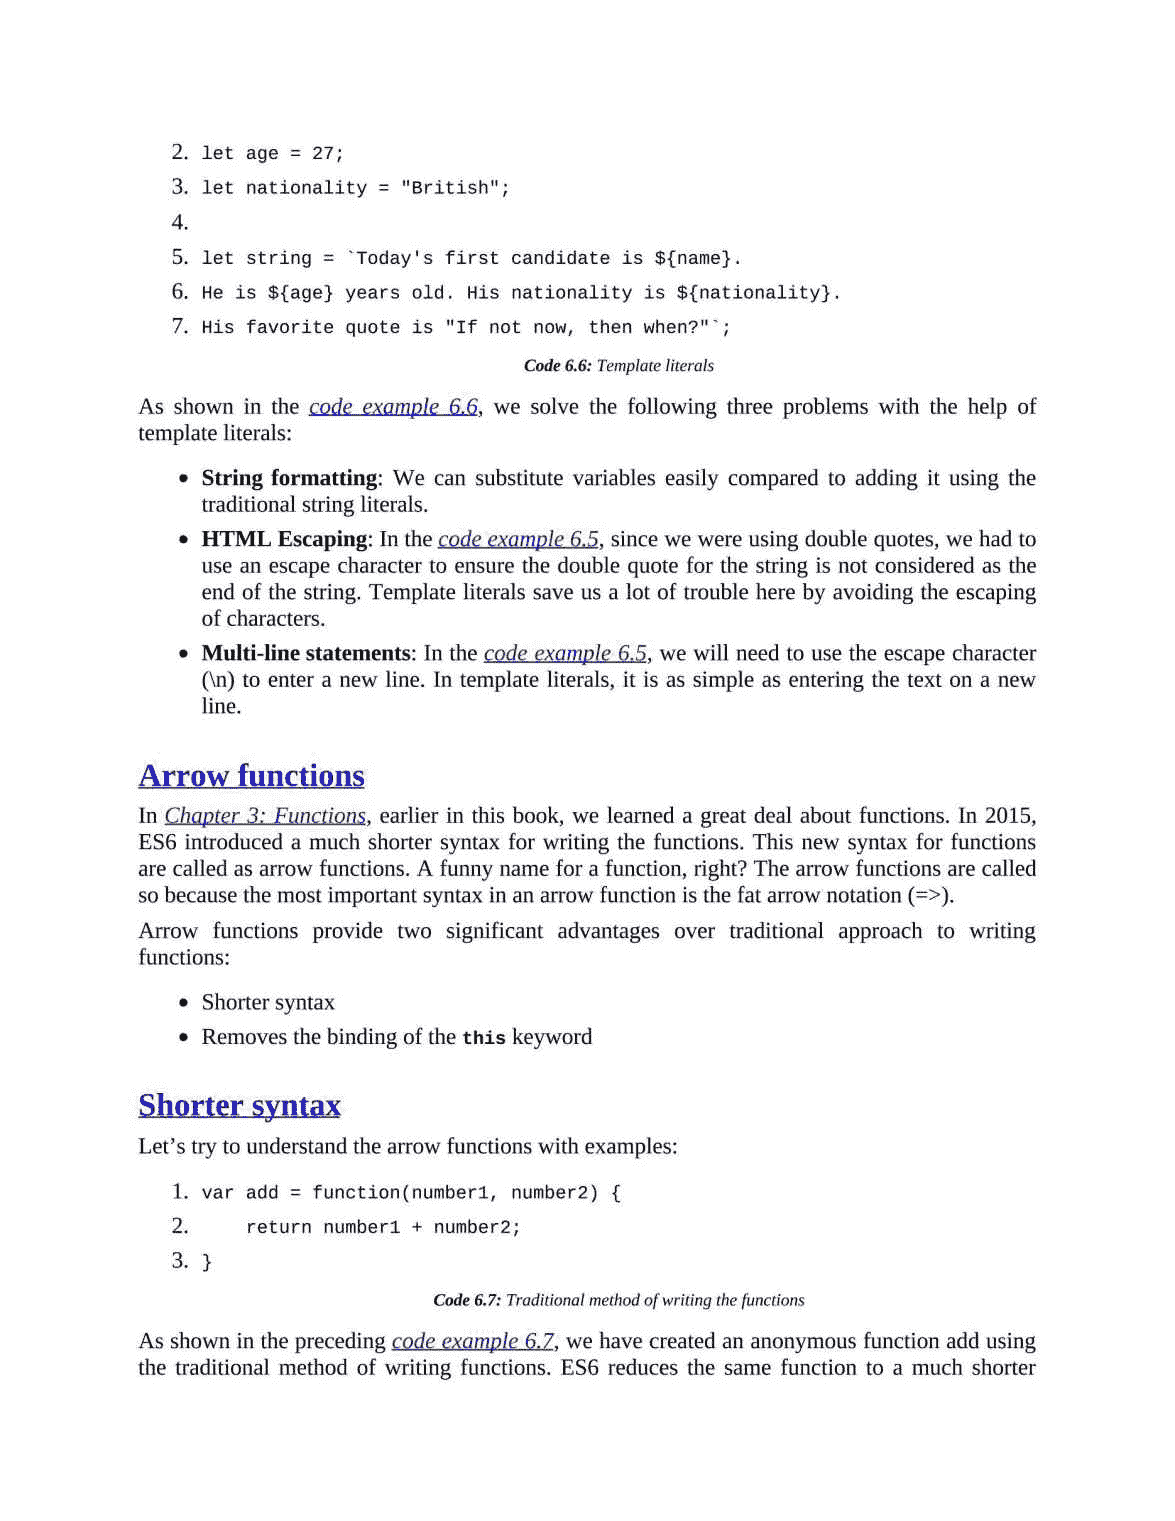 2. let age = 27;
3. let nationality = "British";
4.
5. let string = `Today's first candidate is ${name}.
6. He is ${age} years old. His nationality is ${nationality}.
7. His favorite quote is "If not now, then when?"`;
Code 6.6: Template literals
As shown in the code example 6.6, we solve the following three problems with the help of
template literals:
• String formatting: We can substitute variables easily compared to adding it using the
traditional string literals.
• HTML Escaping: In the code example 6.5, since we were using double quotes, we had to
use an escape character to ensure the double quote for the string is not considered as the
end of the string. Template literals save us a lot of trouble here by avoiding the escaping
of characters.
• Multi-line statements: In the code example 6.5, we will need to use the escape character
(\n) to enter a new line. In template literals, it is as simple as entering the text on a new
line.
Arrow functions
In Chapter 3: Functions, earlier in this book, we learned a great deal about functions. In 2015,
ES6 introduced a much shorter syntax for writing the functions. This new syntax for functions
are called as arrow functions. A funny name for a function, right? The arrow functions are called
so because the most important syntax in an arrow function is the fat arrow notation (=>).
Arrow functions provide two significant advantages over traditional approach to writing
functions:
• Shorter syntax
• Removes the binding of the this keyword
Shorter syntax
Let’s try to understand the arrow functions with examples:
1. var add = function(number1, number2) {
2.     return number1 + number2;
3. }
Code 6.7: Traditional method of writing the functions
As shown in the preceding code example 6.7, we have created an anonymous function add using
the traditional method of writing functions. ES6 reduces the same function to a much shorter